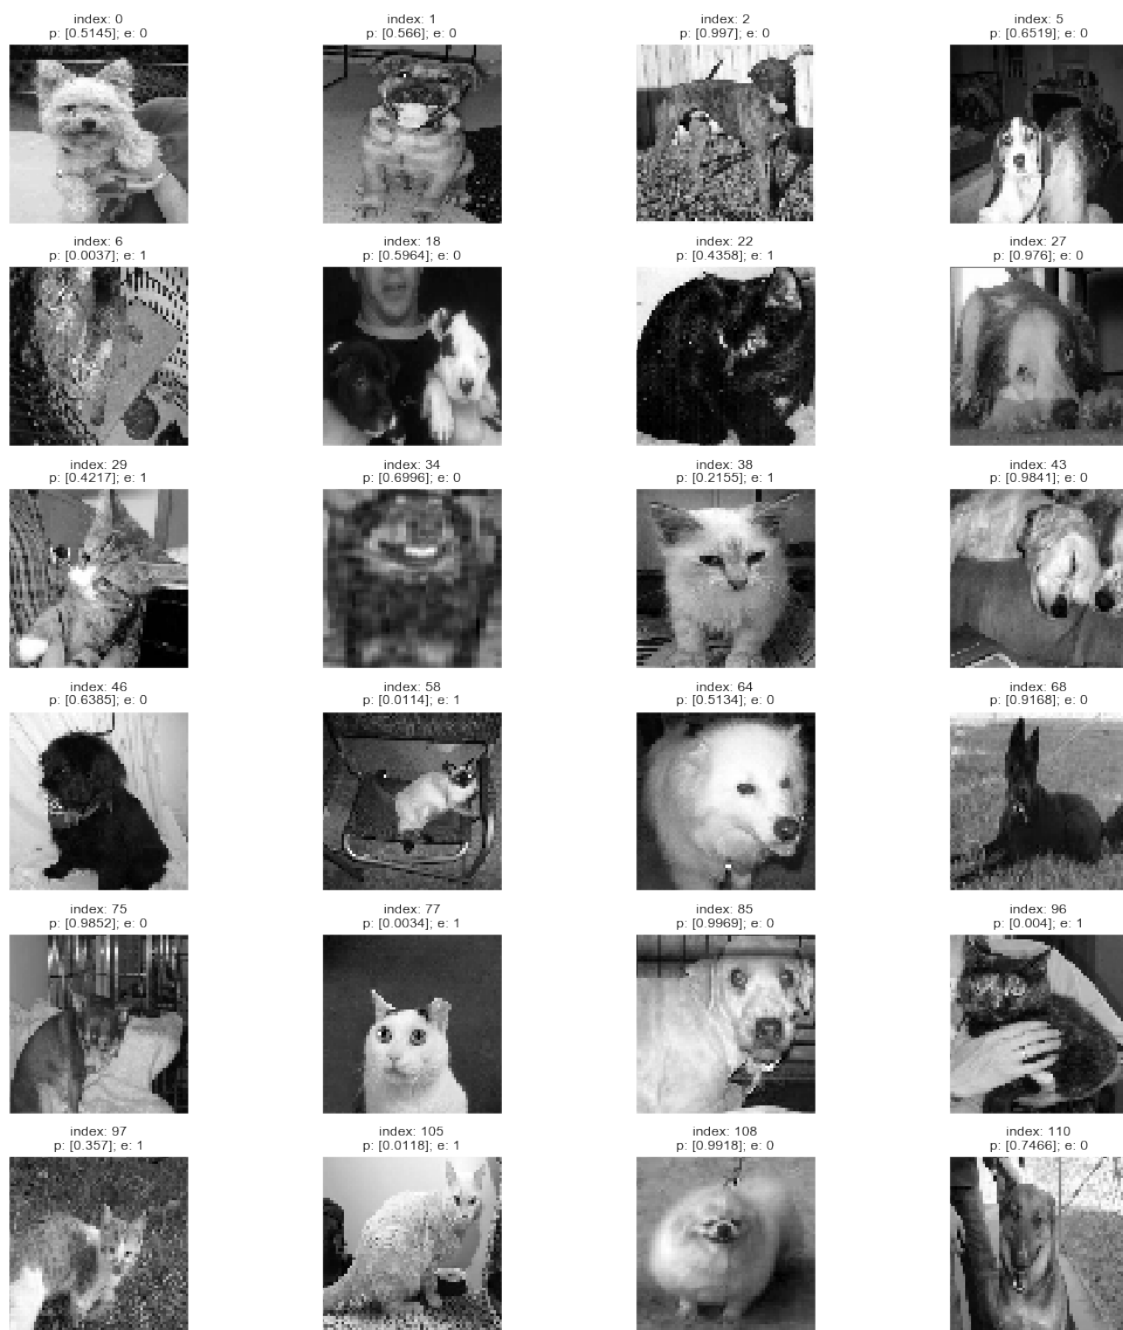 index: 0
p: [0.5145]; e: 0
index: 1
p: [0.566]; e: 0
index: 2
p: [0.997]; e: 0
index: 5
p: [0.6519]; e: 0
index: 6
p: [0.0037]; e: 1
index: 18
p: [0.5964]; e: 0
index: 22
p: [0.4358]; e: 1
index: 27
p: [0.976]; e: 0
index: 29
p: [0.4217]; e: 1
index: 34
p: [0.6996]; e: 0
index: 38
p: [0.2155]; e: 1
index: 43
p: [0.9841]; e: 0
index: 46
p: [0.6385]; e: 0
index: 58
p: [0.0114]; e: 1
index: 64
p: [0.5134]; e: 0
index: 68
p: [0.9168]; e: 0
index: 75
p: [0.9852]; e: 0
index: 77
p: [0.0034]; e: 1
index: 85
p: [0.9969]; e: 0
index: 96
p: [0.004]; e: 1
index: 97
p: [0.357]; e: 1
index: 105
p: [0.0118]; e: 1
index: 108
p: [0.9918]; e: 0
index: 110
p: [0.7466]; e: 0